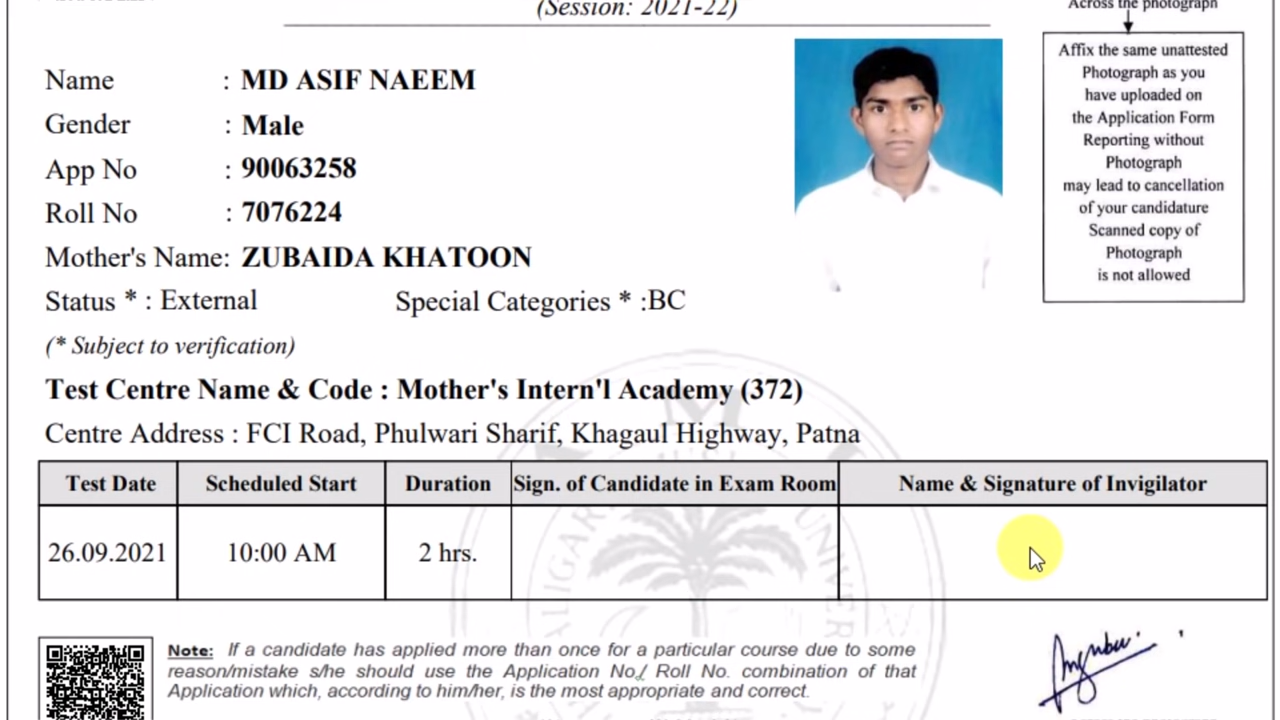 (Session: 2021-22)
Across the photograph
Affix the same unattested
Photograph as you
have uploaded on
the Application Form
Reporting without
Photograph
may lead to cancellation
of your candidature
Scanned copy of
Photograph
is not allowed
Name : MD ASIF NAEEM
Gender : Male
App No : 90063258
Roll No : 7076224
Mother's Name: ZUBAIDA KHATOON
Status * : External Special Categories * :BC
(* Subject to verification)
Test Centre Name & Code : Mother's Intern'l Academy (372)
Centre Address : FCI Road, Phulwari Sharif, Khagaul Highway, Patna
Test Date Scheduled Start Duration Sign. of Candidate in Exam Room Name & Signature of Invigilator
26.09.2021 10:00 AM 2 hrs.
Note: If a candidate has applied more than once for a particular course due to some
reason/mistake s/he should use the Application No./ Roll No. combination of that
Application which, according to him/her, is the most appropriate and correct.